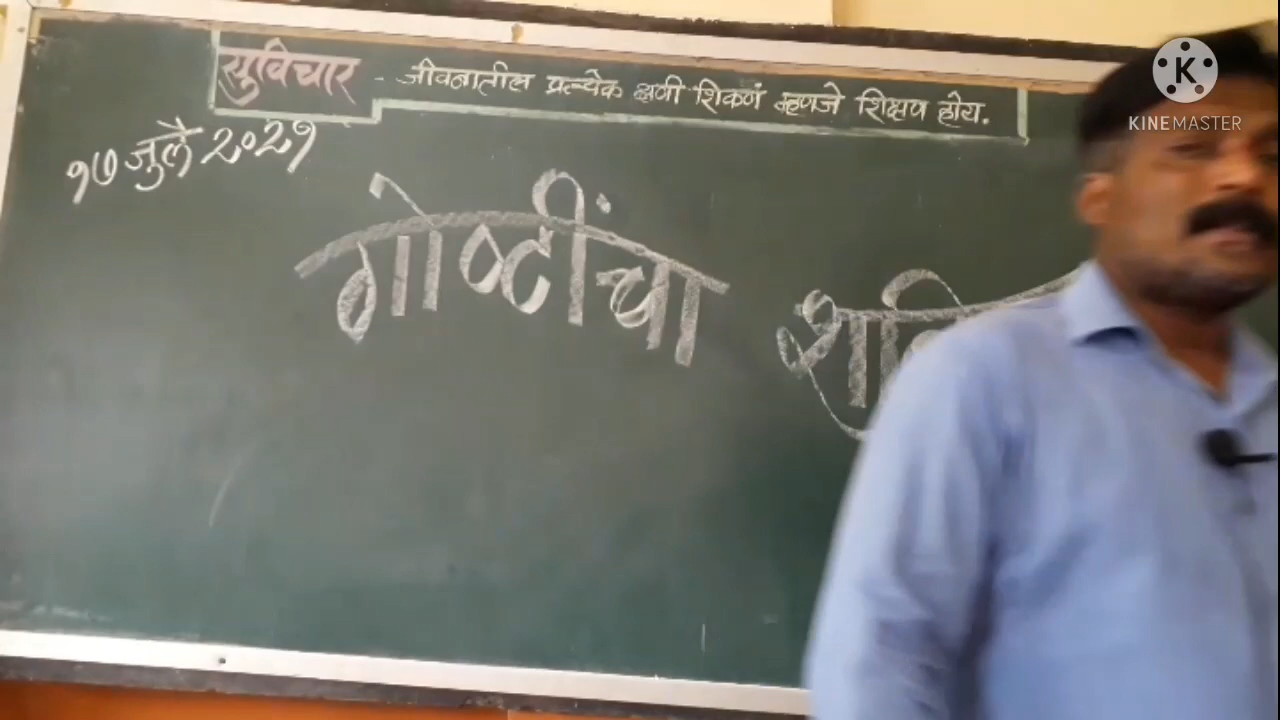 सुविचार - जीवनातील प्रत्येक क्षणी शिकणं म्हणजे शिक्षण होय.
१७ जुलै २०२१
गोष्टींचा
KINEMASTER